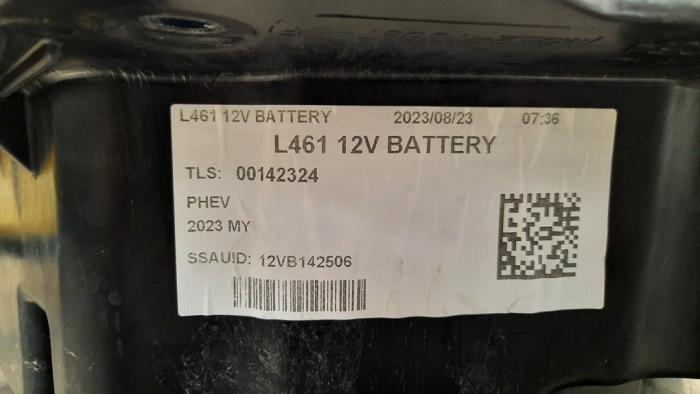 L461 12V BATTERY 2023/08/23 07:36
L461 12V BATTERY
TLS: 00142324
PHEV
2023 MY
SSAUID: 12VB142506